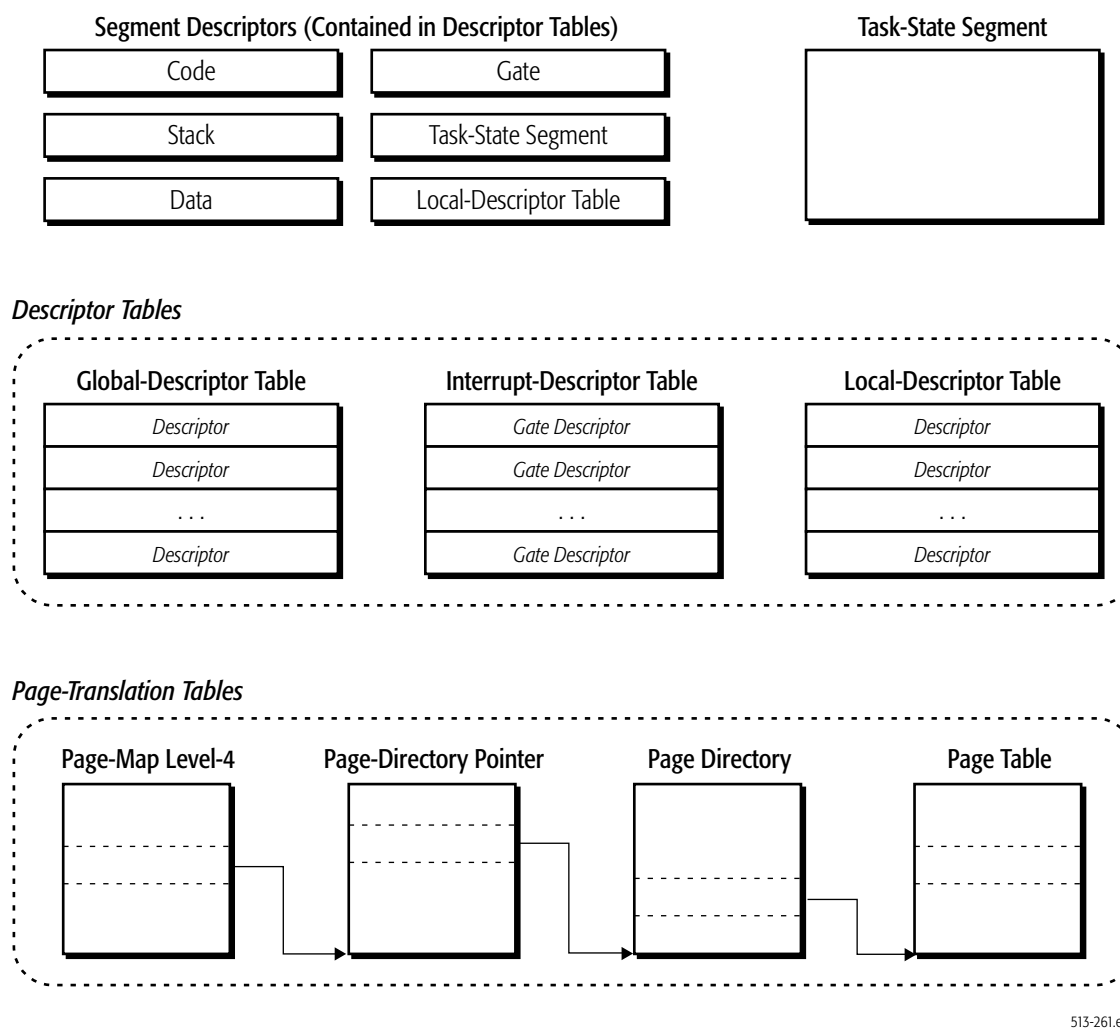 Segment Descriptors (Contained in Descriptor Tables)
Task-State Segment
Code
Gate
Stack
Task-State Segment
Data
Local-Descriptor Table
Descriptor Tables
Global-Descriptor Table
Interrupt-Descriptor Table
Local-Descriptor Table
Descriptor
Gate Descriptor
Descriptor
Descriptor
Gate Descriptor
Descriptor
. . .
. . .
. . .
Descriptor
Gate Descriptor
Descriptor
Page-Translation Tables
Page-Map Level-4
Page-Directory Pointer
Page Directory
Page Table
513-261.e